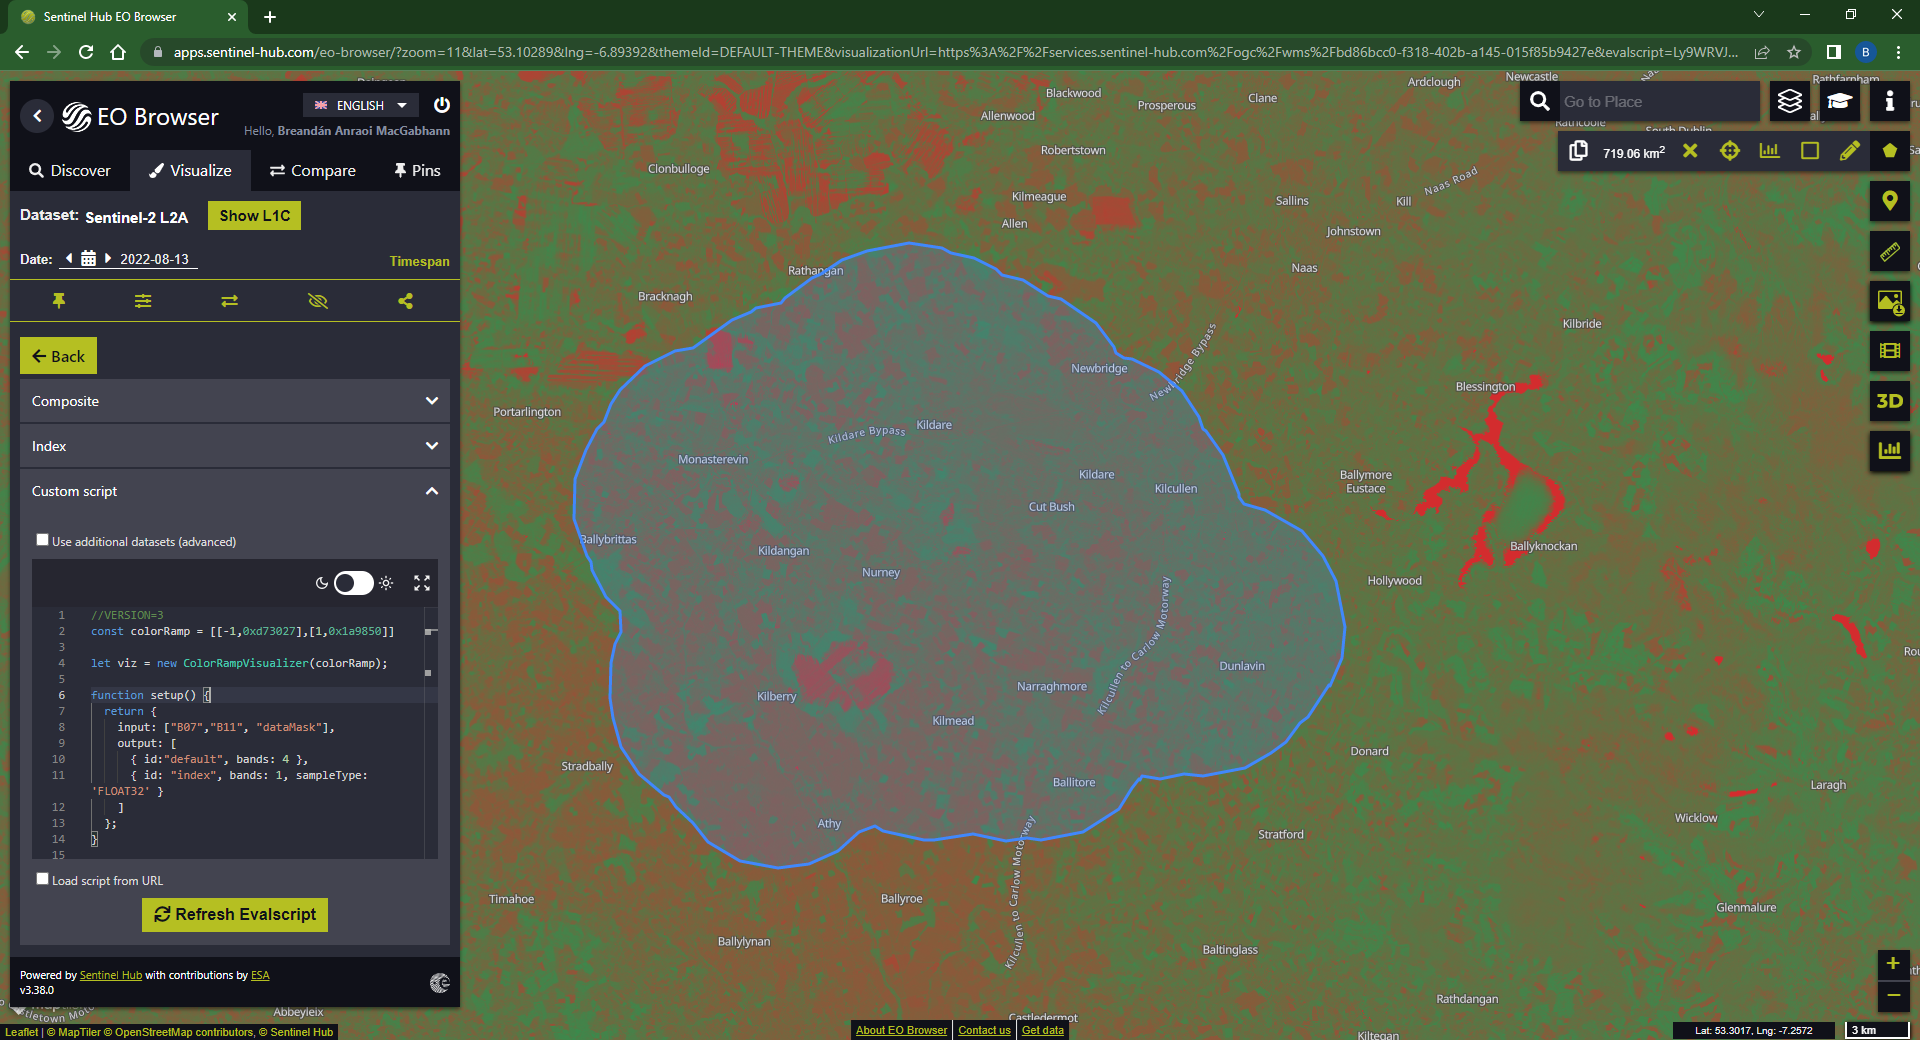 Sentinel Hub EO Browser
apps.sentinel-hub.com/eo-browser/?zoom=11&lat=53.10289&lng=-6.89392&themeId=DEFAULT-THEME&visualizationUrl=https%3A%2F%2Fservices.sentinel-hub.com%2Fogc%2Fwms%2Fbd86bcc0-f318-402b-a145-015f85b9427e&evalscript=Ly9WRVJ...
B
EO Browser
ENGLISH
Hello, Breandán Anraoi MacGabhann
Discover
Visualize
Compare
Pins
Dataset: Sentinel-2 L2A
Show L1C
Date: 2022-08-13
Timespan
Back
Composite
Index
Custom script
Use additional datasets (advanced)
1 //VERSION=3
2 const colorRamp = [[-1,0xd73027],[1,0x1a9850]]
3
4 let viz = new ColorRampVisualizer(colorRamp);
5
6 function setup() {
7 return {
8 input: ["B07","B11", "dataMask"],
9 output: [
10 { id:"default", bands: 4 },
11 { id: "index", bands: 1, sampleType:
'FLOAT32' }
12 ]
13 };
14 }
15
Load script from URL
Refresh Evalscript
Powered by Sentinel Hub with contributions by ESA
v3.38.0
Go to Place
719.06 km²
3D
Ardclough
Newcastle
Rathfarnham
Blackwood
Prosperous
Clane
Allenwood
Rathcoole
South Dublin
Robertstown
Clonbulloge
Kilmeague
Sallins
Kill
Naas Road
Allen
Johnstown
Rathangan
Naas
Bracknagh
Kilbride
Newbridge
Newbridge Bypass
Blessington
Portarlington
Kildare Bypass
Kildare
Monasterevin
Kildare
Kilcullen
Ballymore
Eustace
Cut Bush
Ballybrittas
Kildangan
Ballyknockan
Nurney
Hollywood
Kilcullen to Carlow Motorway
Dunlavin
Kilberry
Narraghmore
Kilmead
Donard
Stradbally
Ballitore
Laragh
Athy
Stratford
Wicklow
Kilcullen to Carlow Motorway
Timahoe
Ballyroe
Glenmalure
Ballylynan
Baltinglass
Rathdangan
Abbeyleix
Castledermot
Kiltegan
Leaflet | © MapTiler © OpenStreetMap contributors, © Sentinel Hub
About EO Browser
Contact us
Get data
Lat: 53.3017, Lng: -7.2572
3 km